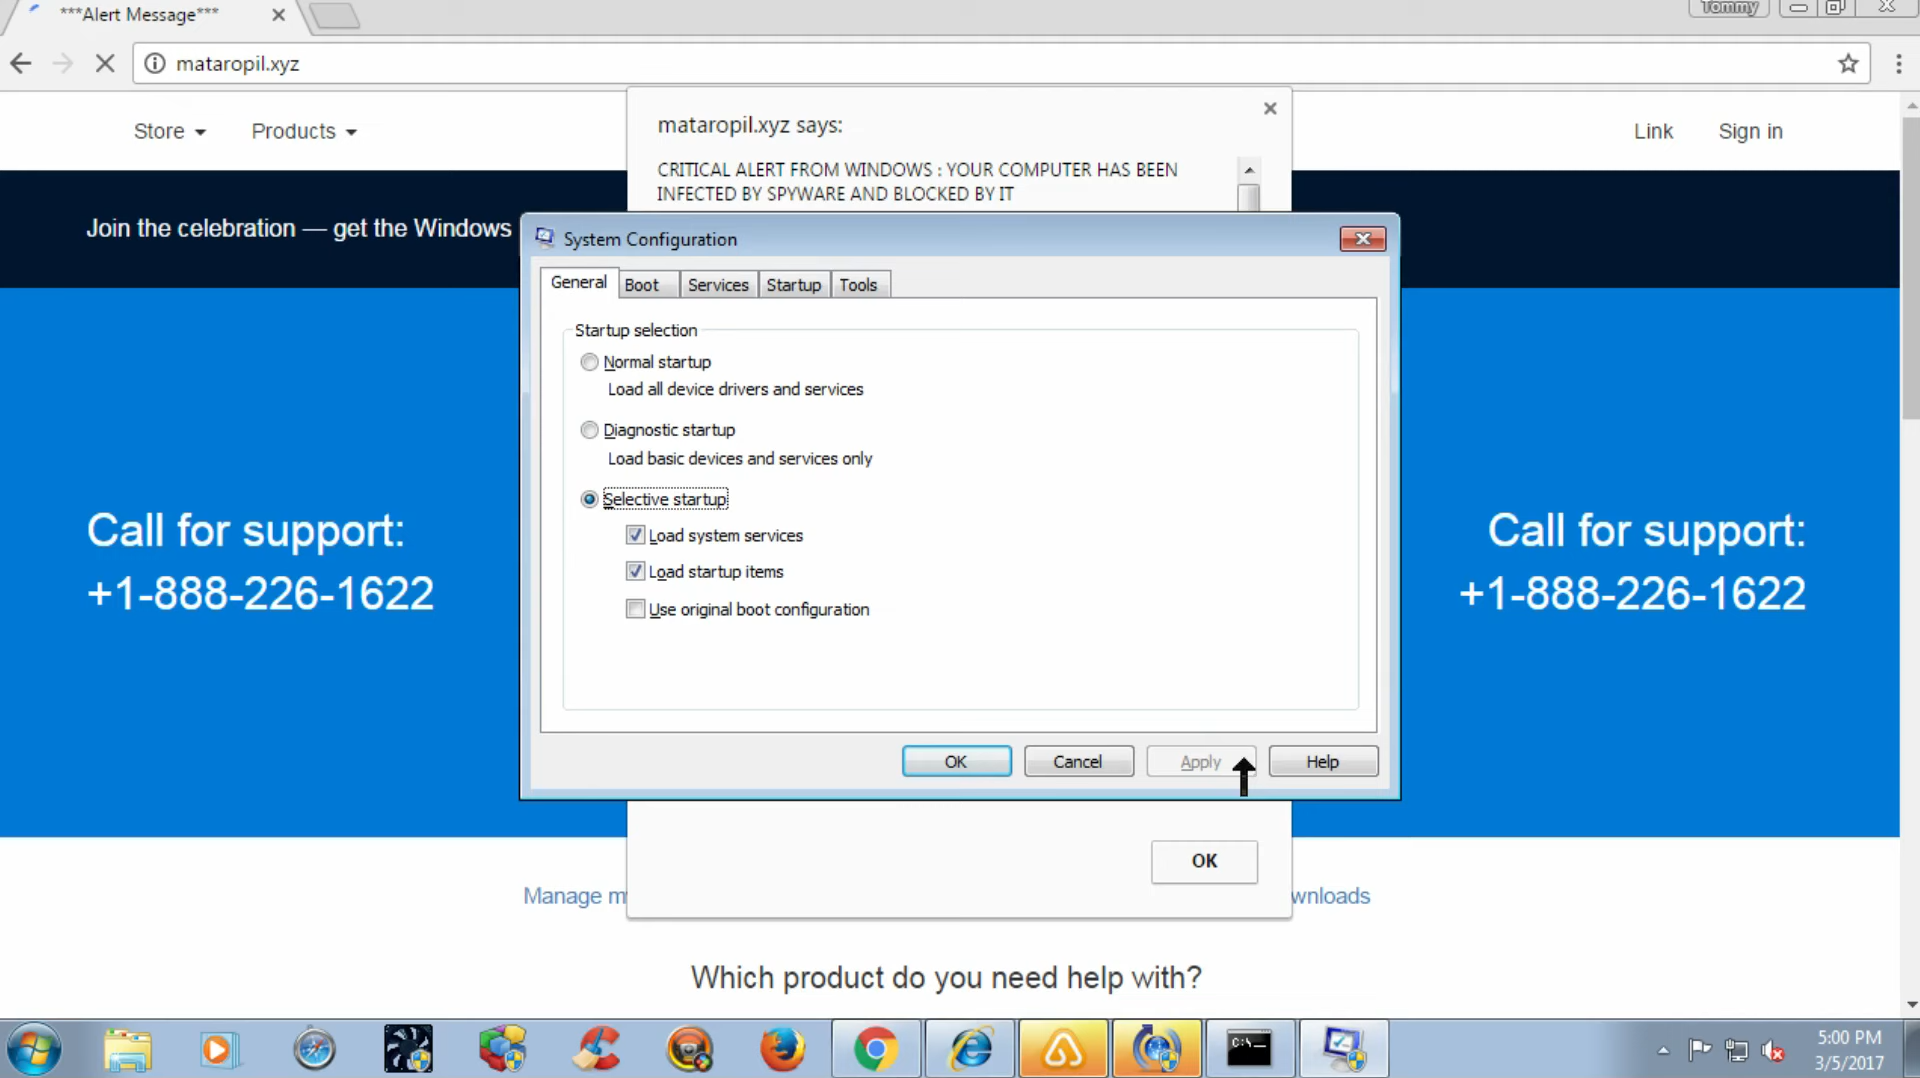 ***Alert Message***
Tommy
mataropil.xyz
Store
Products
Link
Sign in
mataropil.xyz says:
CRITICAL ALERT FROM WINDOWS : YOUR COMPUTER HAS BEEN
INFECTED BY SPYWARE AND BLOCKED BY IT
Join the celebration — get the Windows
System Configuration
General
Boot
Services
Startup
Tools
Startup selection
Normal startup
Load all device drivers and services
Diagnostic startup
Load basic devices and services only
Selective startup
Load system services
Load startup items
Use original boot configuration
Call for support:
+1-888-226-1622
Call for support:
+1-888-226-1622
OK
Cancel
Apply
Help
OK
Manage m
wnloads
Which product do you need help with?
C:\_
5:00 PM
3/5/2017